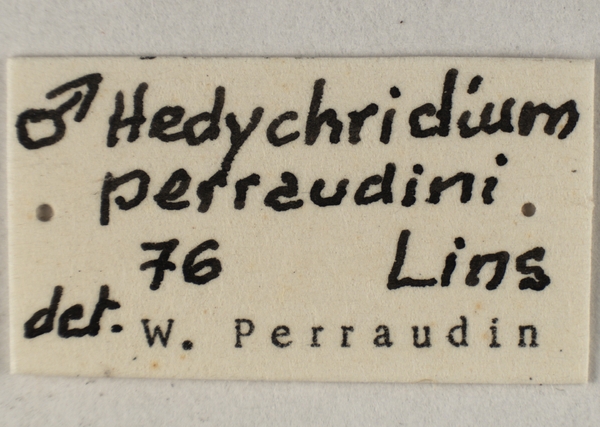 ♂ Hedychridium
perraudini
76 Lins
det. W. Perraudin